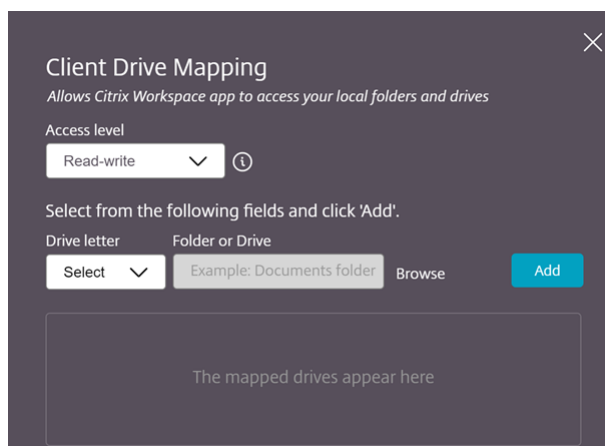 Client Drive Mapping
Allows Citrix Workspace app to access your local folders and drives
Access level
Read-write
Select from the following fields and click 'Add'.
Drive letter Folder or Drive
Select Example: Documents folder Browse Add
The mapped drives appear here